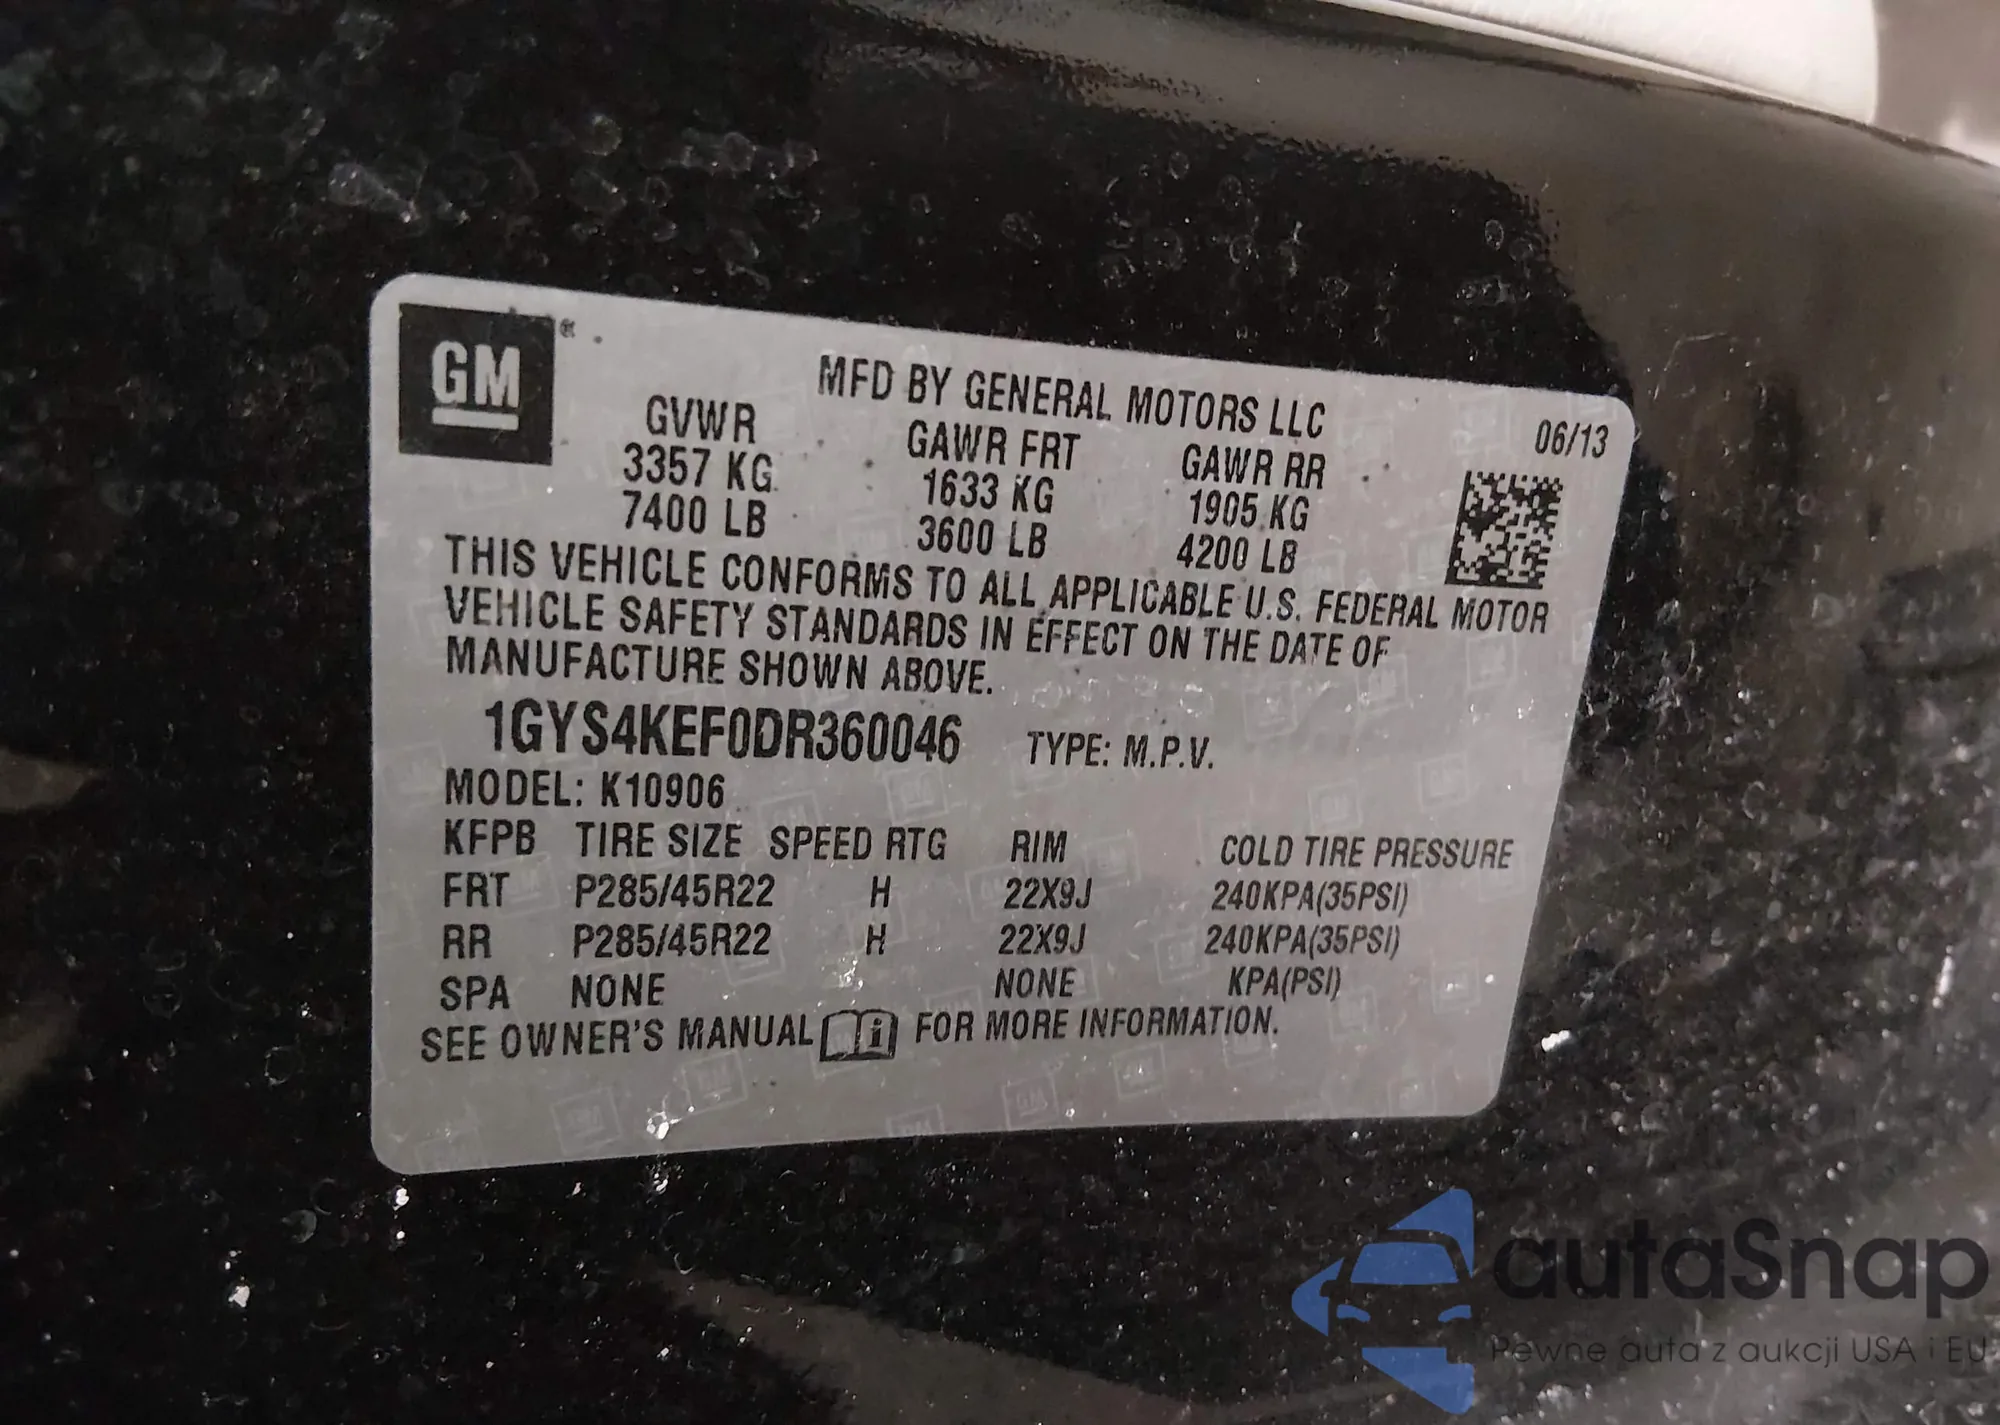 GM ®
MFD BY GENERAL MOTORS LLC
06/13
GVWR GAWR FRT GAWR RR
3357 KG 1633 KG 1905 KG
7400 LB 3600 LB 4200 LB
THIS VEHICLE CONFORMS TO ALL APPLICABLE U.S. FEDERAL MOTOR
VEHICLE SAFETY STANDARDS IN EFFECT ON THE DATE OF
MANUFACTURE SHOWN ABOVE.
1GYS4KEF0DR360046 TYPE: M.P.V.
MODEL: K10906
KFPB TIRE SIZE SPEED RTG RIM COLD TIRE PRESSURE
FRT P285/45R22 H 22X9J 240KPA(35PSI)
RR P285/45R22 H 22X9J 240KPA(35PSI)
SPA NONE NONE KPA(PSI)
SEE OWNER'S MANUAL i FOR MORE INFORMATION.
autaSnap
Pewne auta z aukcji USA i EU